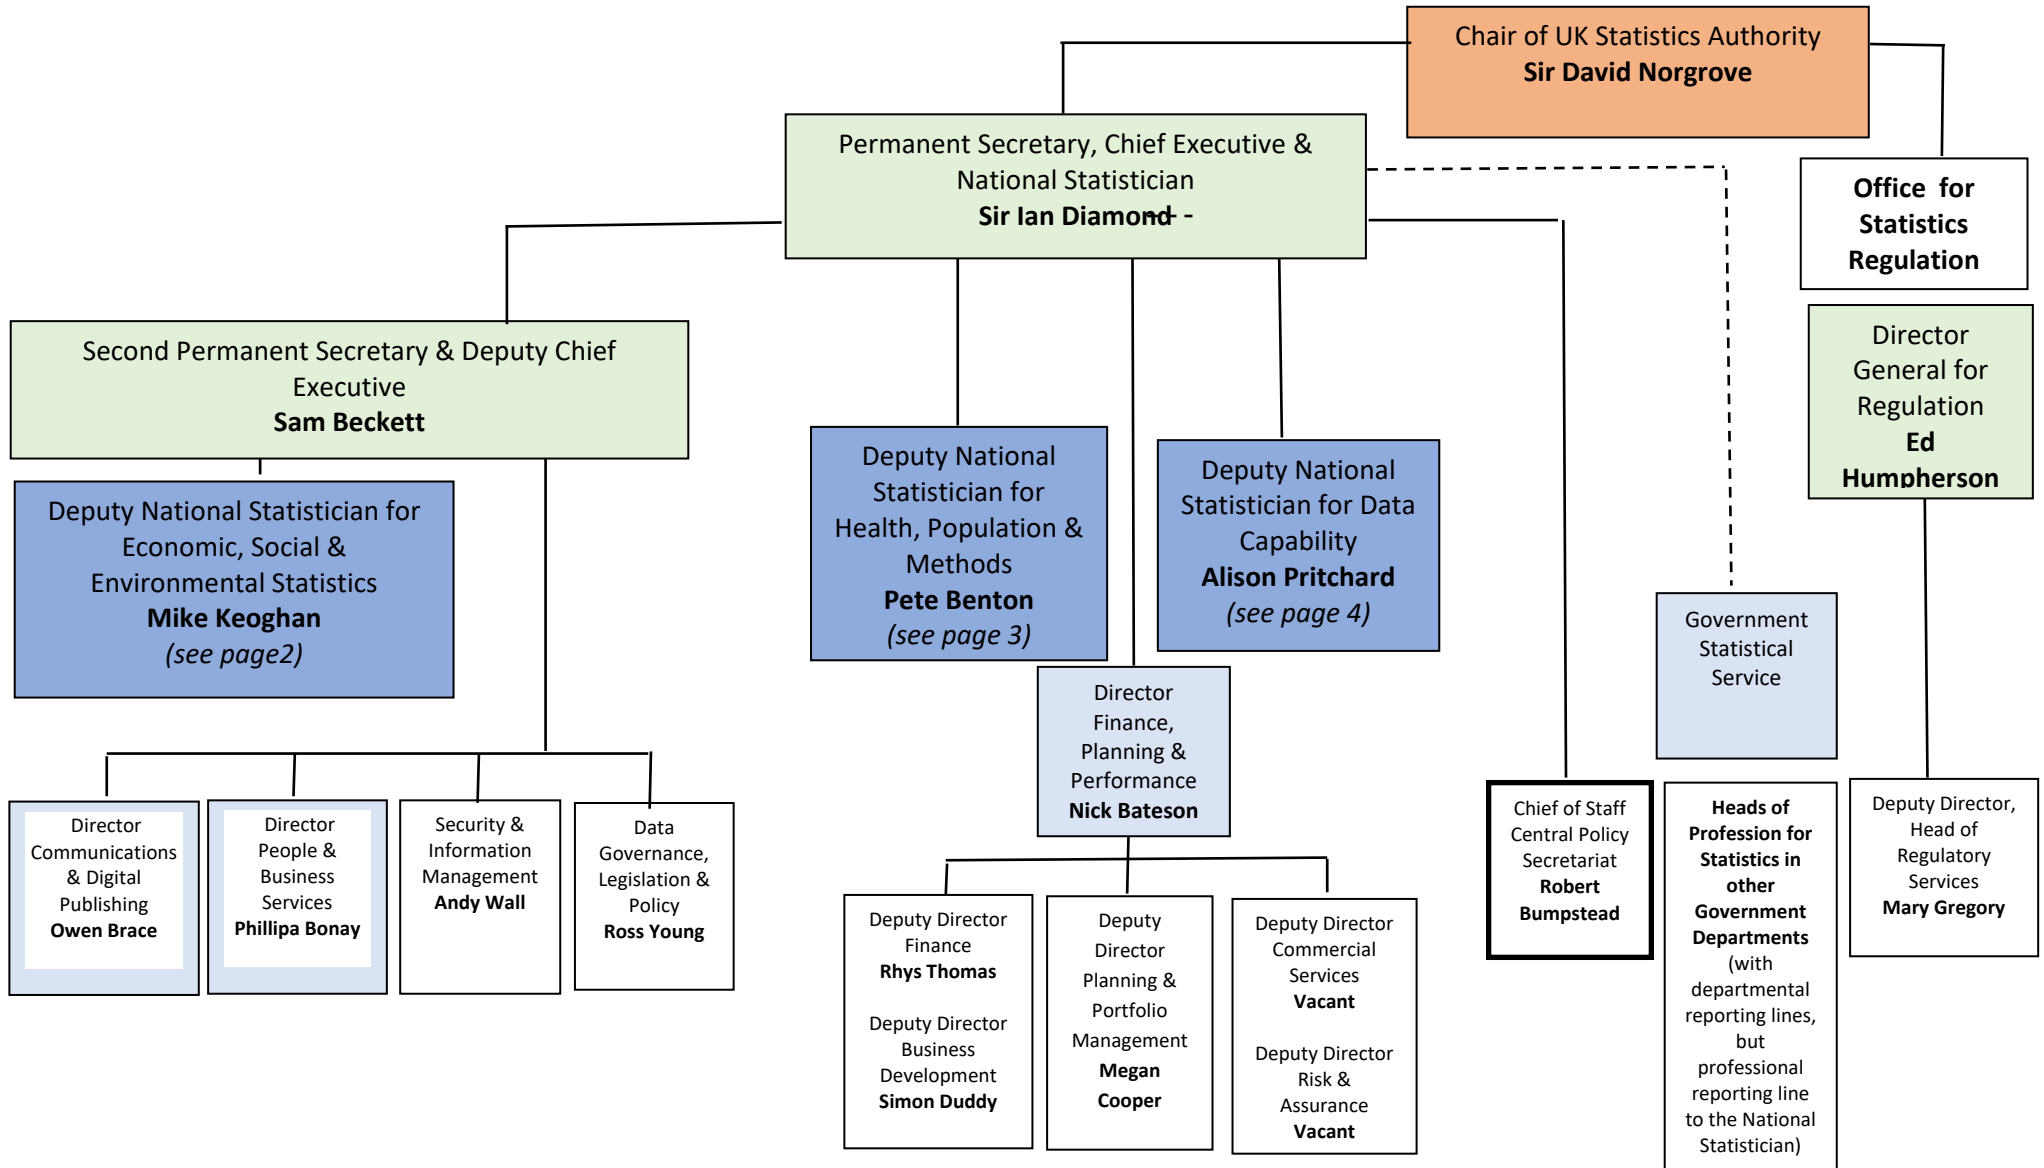 Chair of UK Statistics Authority
Sir David Norgrove
Permanent Secretary, Chief Executive &
National Statistician
Sir Ian Diamond- -
Office for
Statistics
Regulation
Director
General for
Regulation
Ed
Humpherson
Second Permanent Secretary & Deputy Chief
Executive
Sam Beckett
Deputy National Statistician for
Economic, Social &
Environmental Statistics
Mike Keoghan
(see page2)
Deputy National
Statistician for
Health, Population &
Methods
Pete Benton
(see page 3)
Deputy National
Statistician for Data
Capability
Alison Pritchard
(see page 4)
Government
Statistical
Service
Director
Finance,
Planning &
Performance
Nick Bateson
Director
Communications
& Digital
Publishing
Owen Brace
Director
People &
Business
Services
Phillipa Bonay
Security &
Information
Management
Andy Wall
Data
Governance,
Legislation &
Policy
Ross Young
Deputy Director
Finance
Rhys Thomas
Deputy Director
Business
Development
Simon Duddy
Deputy
Director
Planning &
Portfolio
Management
Megan
Cooper
Deputy Director
Commercial
Services
Vacant
Deputy Director
Risk &
Assurance
Vacant
Chief of Staff
Central Policy
Secretariat
Robert
Bumpstead
Heads of
Profession for
Statistics in
other
Government
Departments
(with
departmental
reporting lines,
but
professional
reporting line
to the National
Statistician)
Deputy Director,
Head of
Regulatory
Services
Mary Gregory